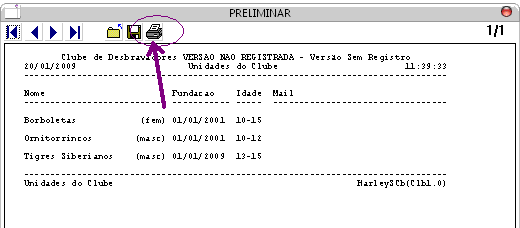 PRELIMINAR
1/1
Clube de Desbravadores VERSAO NAO REGISTRADA - Versão Sem Registro
20/01/2009 Unidades do Clube 11:39:33
Nome Fundacao Idade Mail
Borboletas (fem) 01/01/2001 10-15
Ornitorrincos (masc) 01/01/2001 10-12
Tigres Siberianos (masc) 01/01/2009 13-15
Unidades do Clube HarleySCb(Clb1.0)